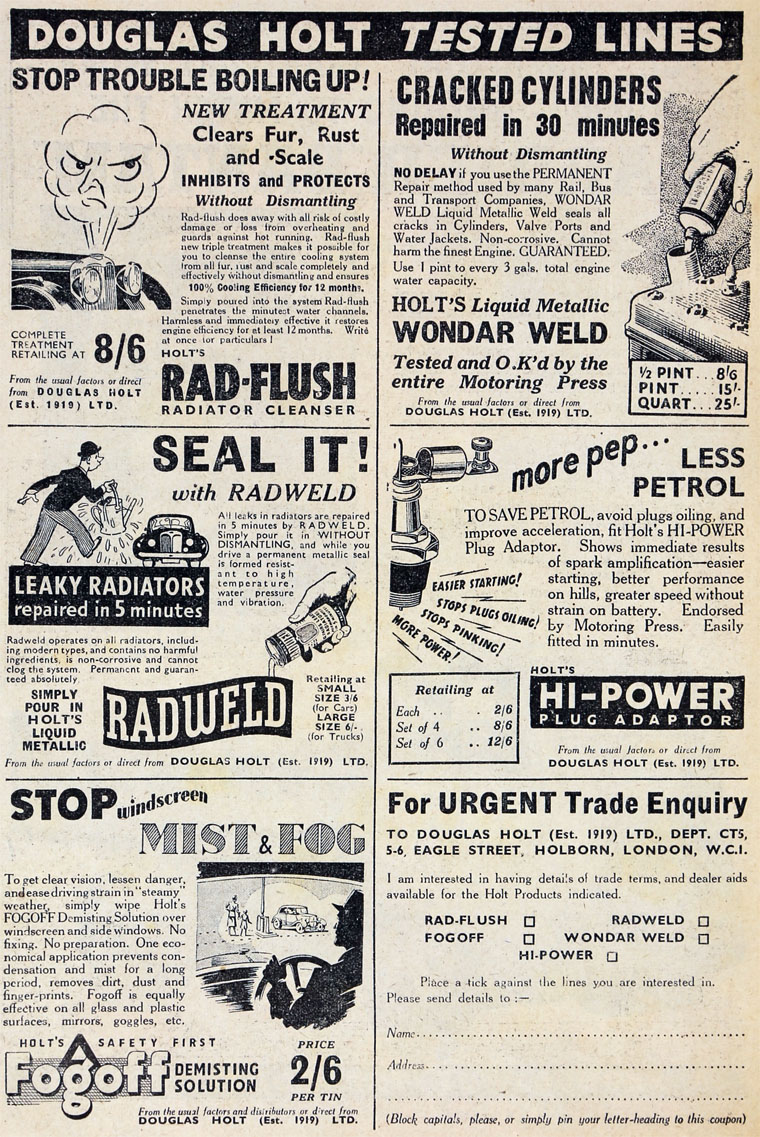 DOUGLAS HOLT TESTED LINES
STOP TROUBLE BOILING UP!
NEW TREATMENT
Clears Fur, Rust
and Scale
INHIBITS and PROTECTS
Without Dismantling
Rad-flush does away with all risk of costly
damage or loss from overheating and
guards against hot running. Rad-flush
new triple treatment makes it possible for
you to cleanse the entire cooling system
from all fur, rust and scale completely and
effectively without dismantling and ensures
100% Cooling Efficiency for 12 months.
Simply poured into the system Rad-flush
penetrates the minutest water channels.
Harmless and immediately effective it restores
engine efficiency for at least 12 months. Write
at once for particulars!
COMPLETE
TREATMENT
RETAILING AT 8/6
From the usual factors or direct
from DOUGLAS HOLT
(Est. 1919) LTD.
HOLT'S
RAD-FLUSH
RADIATOR CLEANSER
CRACKED CYLINDERS
Repaired in 30 minutes
Without Dismantling
NO DELAY if you use the PERMANENT
Repair method used by many Rail, Bus
and Transport Companies, WONDAR
WELD Liquid Metallic Weld seals all
cracks in Cylinders, Valve Ports and
Water Jackets. Non-corrosive. Cannot
harm the finest Engine. GUARANTEED.
Use 1 pint to every 3 gals. total engine
water capacity.
HOLT'S Liquid Metallic
WONDAR WELD
Tested and O.K'd by the
entire Motoring Press
From the usual factors or direct from
DOUGLAS HOLT (Est. 1919) LTD.
½ PINT...8/6
PINT.....15/-
QUART...25/-
SEAL IT!
with RADWELD
All leaks in radiators are repaired
in 5 minutes by RADWELD.
Simply pour it in WITHOUT
DISMANTLING, and while you
drive a permanent metallic seal
is formed resist-
ant to high
temperature,
water pressure
and vibration.
LEAKY RADIATORS
repaired in 5 minutes
Radweld operates on all radiators, includ-
ing modern types, and contains no harmful
ingredients, is non-corrosive and cannot
clog the system. Permanent and guaran-
teed absolutely.
SIMPLY
POUR IN
HOLT'S
LIQUID
METALLIC
RADWELD
Retailing at
SMALL
SIZE 3/6
(for Cars)
LARGE
SIZE 6/-
(for Trucks)
From the usual factors or direct from DOUGLAS HOLT (Est. 1919) LTD.
more pep...
LESS
PETROL
TO SAVE PETROL, avoid plugs oiling, and
improve acceleration, fit Holt's HI-POWER
Plug Adaptor. Shows immediate results
of spark amplification—easier
starting, better performance
on hills, greater speed without
strain on battery. Endorsed
by Motoring Press. Easily
fitted in minutes.
EASIER STARTING!
STOPS PLUGS OILING!
STOPS PINKING!
MORE POWER!
Retailing at
Each .. . 2/6
Set of 4 .. 8/6
Set of 6 .. 12/6
HOLT'S
HI-POWER
PLUG ADAPTOR
From the usual factors or direct from
DOUGLAS HOLT (Est. 1919) LTD.
STOP windscreen
MIST & FOG
To get clear vision, lessen danger,
and ease driving strain in "steamy"
weather, simply wipe Holt's
FOGOFF Demisting Solution over
windscreen and side windows. No
fixing. No preparation. One eco-
nomical application prevents con-
densation and mist for a long
period, removes dirt, dust and
finger-prints. Fogoff is equally
effective on all glass and plastic
surfaces, mirrors, goggles, etc.
HOLT'S SAFETY FIRST
Fogoff DEMISTING
SOLUTION
PRICE
2/6
PER TIN
From the usual factors and distributors or direct from
DOUGLAS HOLT (Est. 1919) LTD.
For URGENT Trade Enquiry
TO DOUGLAS HOLT (Est. 1919) LTD., DEPT. CT5,
5-6, EAGLE STREET, HOLBORN, LONDON, W.C.1.
I am interested in having details of trade terms, and dealer aids
available for the Holt Products indicated.
RAD-FLUSH □ RADWELD □
FOGOFF □ WONDAR WELD □
HI-POWER □
Place a tick against the lines you are interested in.
Please send details to :—
Name
Address
(Block capitals, please, or simply pin your letter-heading to this coupon)